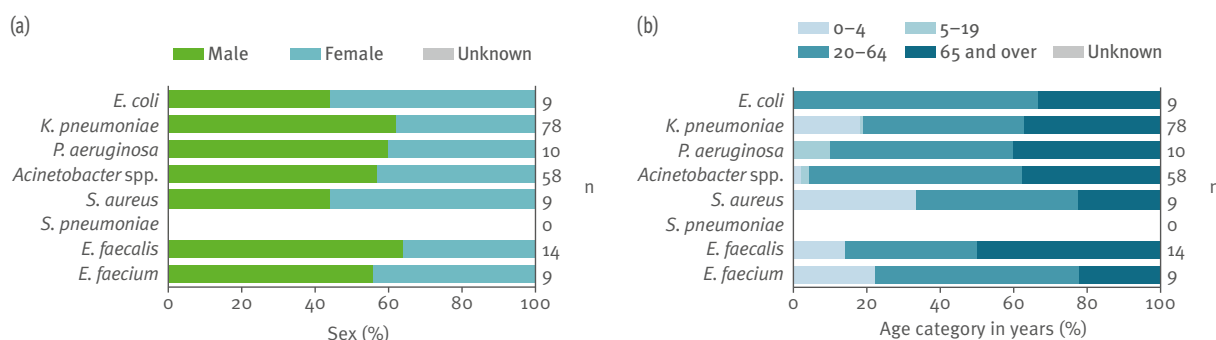 (a)
Male Female Unknown
E. coli 9
K. pneumoniae 78
P. aeruginosa 10
Acinetobacter spp. 58
S. aureus 9
S. pneumoniae 0
E. faecalis 14
E. faecium 9
n
0 20 40 60 80 100
Sex (%)
(b)
0–4 5–19
20–64 65 and over Unknown
E. coli 9
K. pneumoniae 78
P. aeruginosa 10
Acinetobacter spp. 58
S. aureus 9
S. pneumoniae 0
E. faecalis 14
E. faecium 9
n
0 20 40 60 80 100
Age category in years (%)